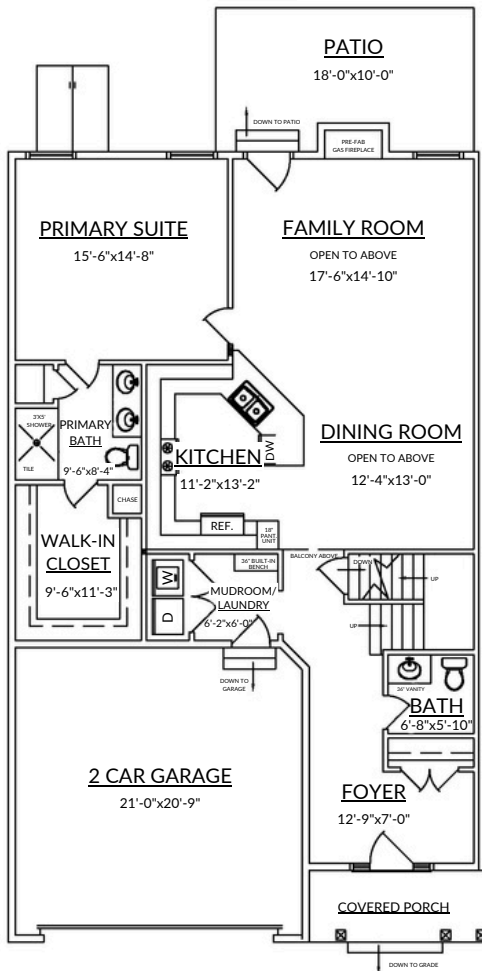 PATIO
18'-0"x10'-0"
DOWN TO PATIO
PRE-FAB
GAS FIREPLACE
PRIMARY SUITE
15'-6"x14'-8"
FAMILY ROOM
OPEN TO ABOVE
17'-6"x14'-10"
3'X5'
SHOWER
TILE
PRIMARY
BATH
9'-6"x8'-4"
KITCHEN
11'-2"x13'-2"
DW
DINING ROOM
OPEN TO ABOVE
12'-4"x13'-0"
CHASE
REF.
18"
PANT.
UNIT
WALK-IN
CLOSET
9'-6"x11'-3"
W
D
36" BUILT-IN
BENCH
MUDROOM/
LAUNDRY
6'-2"x6'-0"
BALCONY ABOVE
DOWN
UP
UP
DOWN TO
GARAGE
36" VANITY
BATH
6'-8"x5'-10"
2 CAR GARAGE
21'-0"x20'-9"
FOYER
12'-9"x7'-0"
COVERED PORCH
DOWN TO GRADE